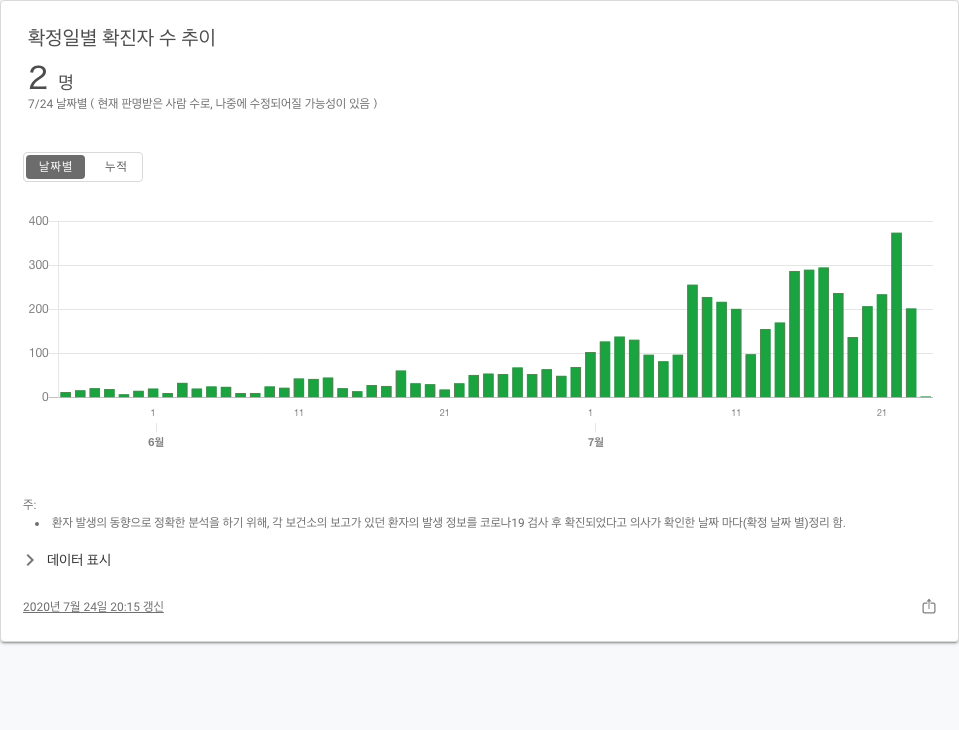 확정일별 확진자 수 추이
2 명
7/24 날짜별 ( 현재 판명받은 사람 수로, 나중에 수정되어질 가능성이 있음 )
날짜별 누적
400
300
200
100
0
1 11 21 1 11 21
6월 7월
주:
• 환자 발생의 동향으로 정확한 분석을 하기 위해, 각 보건소의 보고가 있던 환자의 발생 정보를 코로나19 검사 후 확진되었다고 의사가 확인한 날짜 마다(확정 날짜 별)정리 함.
데이터 표시
2020년 7월 24일 20:15 갱신